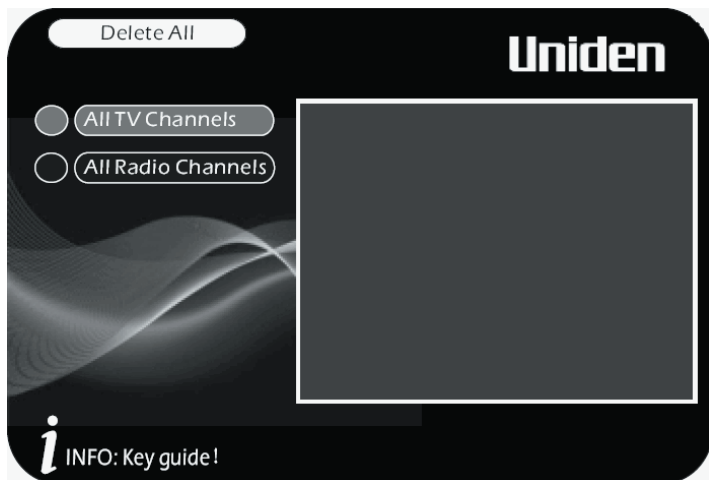 Delete All
Uniden
All TV Channels
All Radio Channels
i INFO: Key guide!